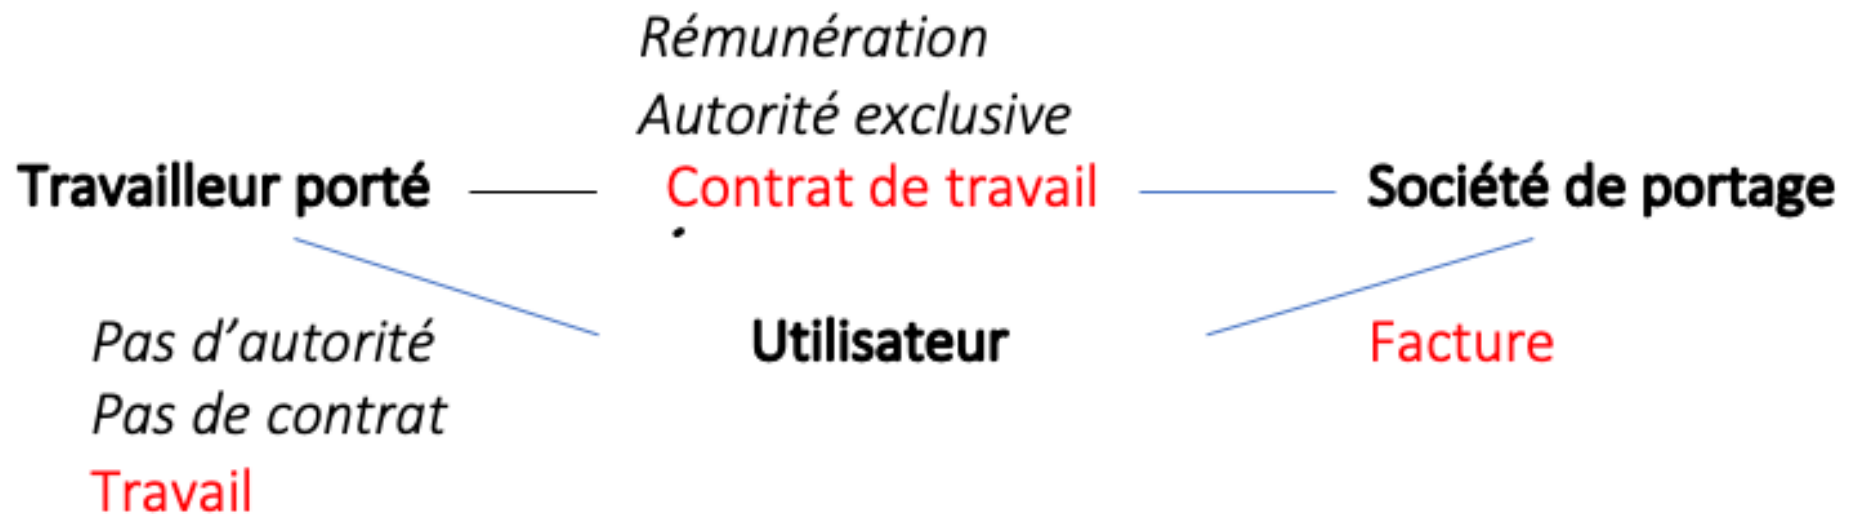 Rémunération
Autorité exclusive
Travailleur porté
Contrat de travail
Société de portage
Utilisateur
Pas d’autorité
Pas de contrat
Travail
Facture